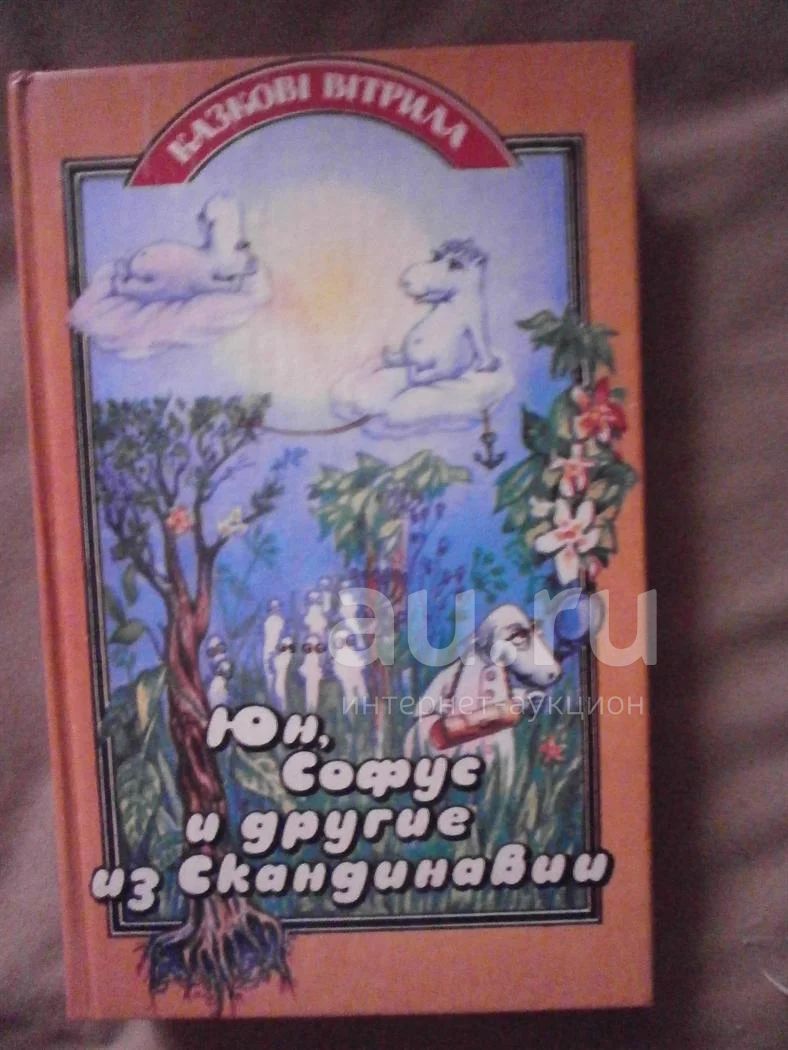 КАЗКОВІ ВІТРИЛА
au.ru
интернет-аукцион
Юн,
Софус
и другие
из Скандинавии